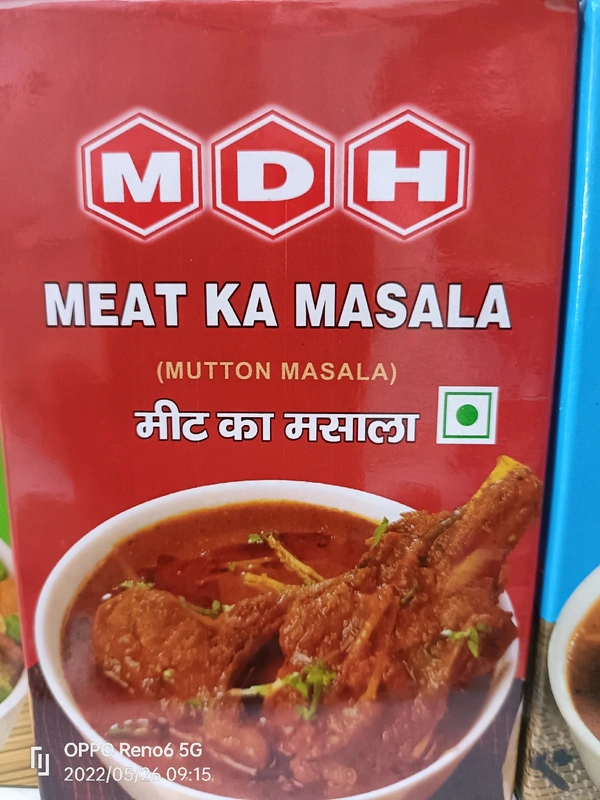 MDH
MEAT KA MASALA
(MUTTON MASALA)
मीट का मसाला
OPPO Reno6 5G
2022/05/26 09:15